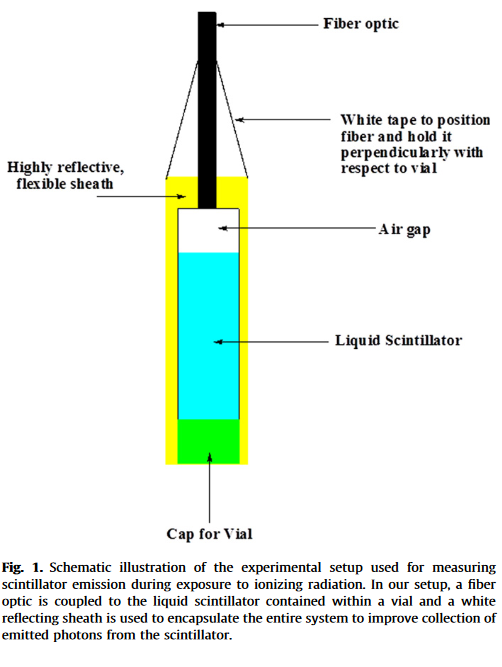 Fiber optic
White tape to position
fiber and hold it
perpendicularly with
respect to vial
Highly reflective,
flexible sheath
Air gap
Liquid Scintillator
Cap for Vial
Fig. 1. Schematic illustration of the experimental setup used for measuring
scintillator emission during exposure to ionizing radiation. In our setup, a fiber
optic is coupled to the liquid scintillator contained within a vial and a white
reflecting sheath is used to encapsulate the entire system to improve collection of
emitted photons from the scintillator.